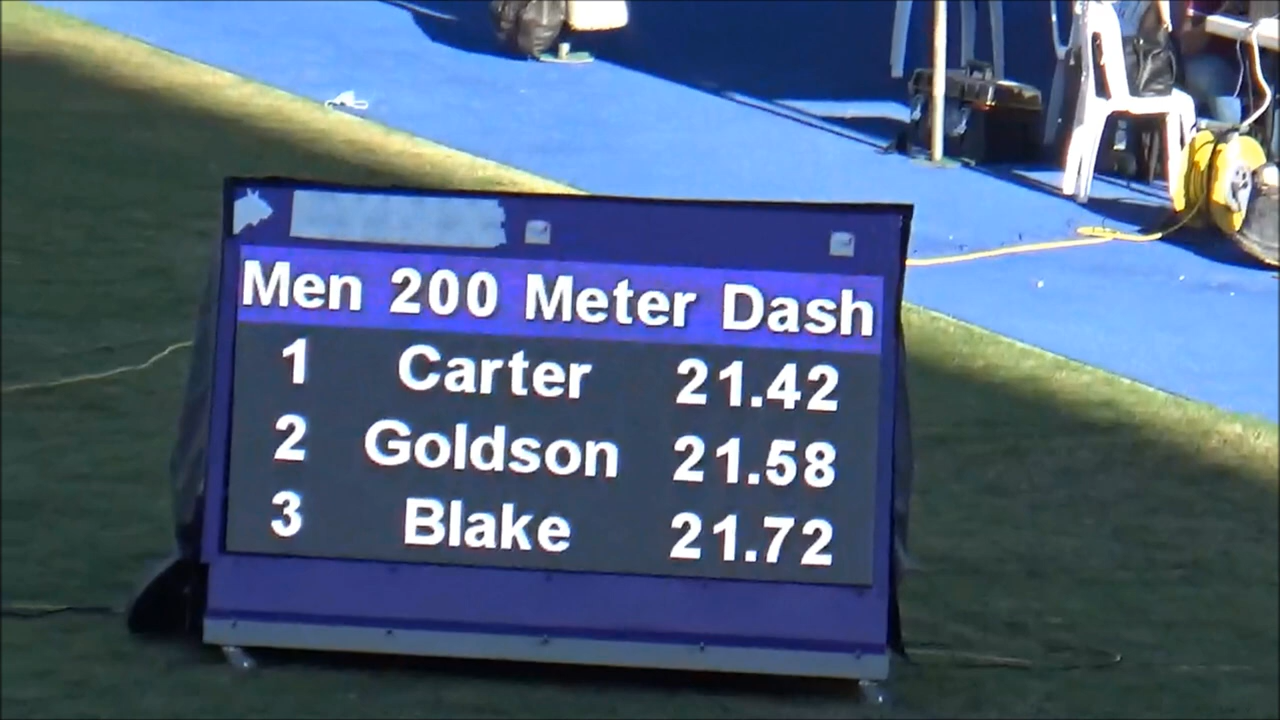 Men 200 Meter Dash
1 Carter 21.42
2 Goldson 21.58
3 Blake 21.72